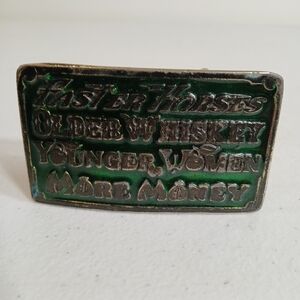 FASTER HORSES
OLDER WHISKEY
YOUNGER WOMEN
MORE MONEY